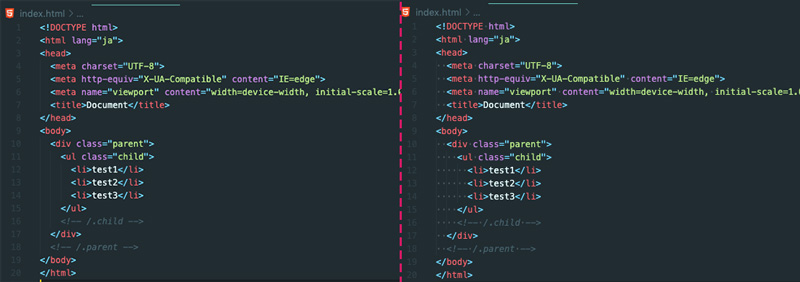 index.html > ...
1 <!DOCTYPE html>
2 <html lang="ja">
3 <head>
4 <meta charset="UTF-8">
5 <meta http-equiv="X-UA-Compatible" content="IE=edge">
6 <meta name="viewport" content="width=device-width, initial-scale=1.0
7 <title>Document</title>
8 </head>
9 <body>
10 <div class="parent">
11 <ul class="child">
12 <li>test1</li>
13 <li>test2</li>
14 <li>test3</li>
15 </ul>
16 <!-- /.child -->
17 </div>
18 <!-- /.parent -->
19 </body>
20 </html>
index.html > ...
1 <!DOCTYPE·html>
2 <html·lang="ja">
3 <head>
4 ··<meta·charset="UTF-8">
5 ··<meta·http-equiv="X-UA-Compatible"·content="IE=edge">
6 ··<meta·name="viewport"·content="width=device-width,·initial-scale=1.0
7 ··<title>Document</title>
8 </head>
9 <body>
10 ··<div·class="parent">
11 ····<ul·class="child">
12 ······<li>test1</li>
13 ······<li>test2</li>
14 ······<li>test3</li>
15 ····</ul>
16 ····<!--·/.child·-->
17 ··</div>
18 ··<!--·/.parent·-->
19 </body>
20 </html>